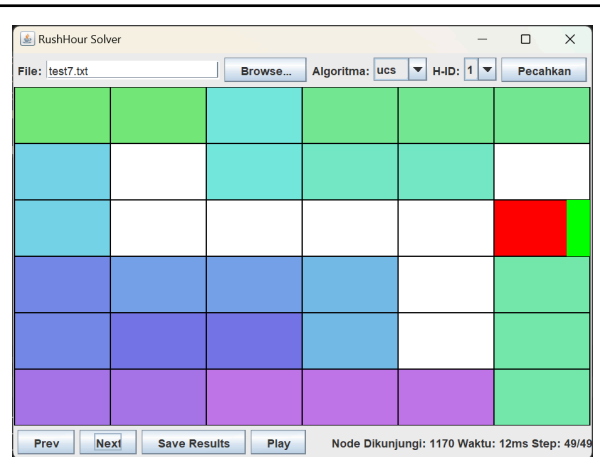 RushHour Solver
File: test7.txt Browse... Algoritma: ucs H-ID: 1 Pecahkan
Prev Next Save Results Play Node Dikunjungi: 1170 Waktu: 12ms Step: 49/49